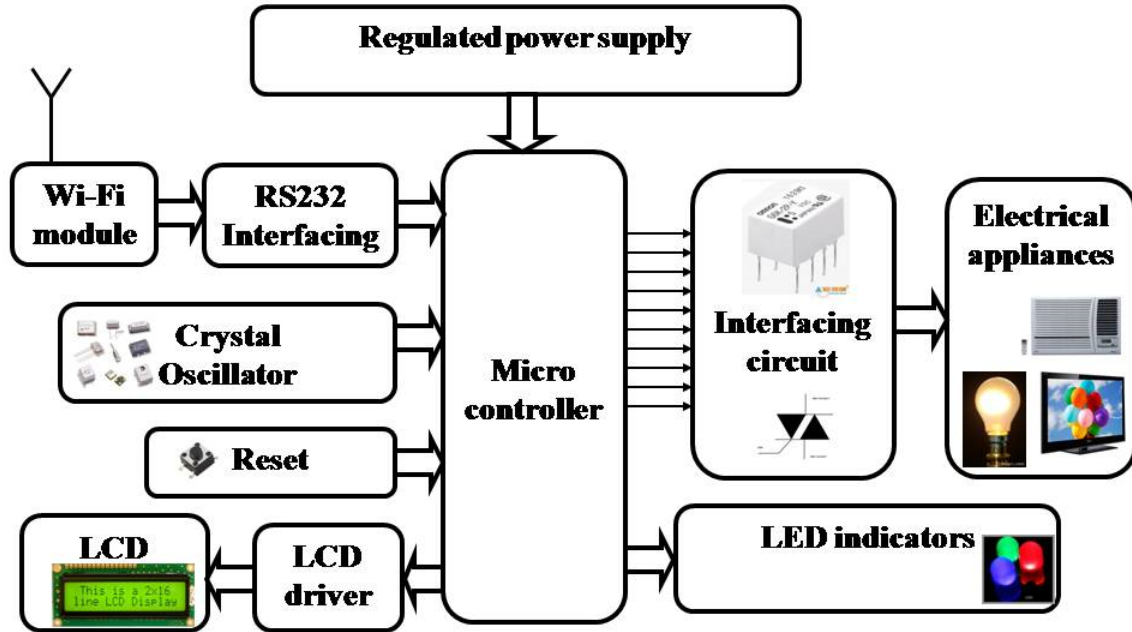 Regulated power supply
Wi-Fi
module
RS232
Interfacing
Crystal
Oscillator
Reset
LCD
This is a 2x16
line LCD Display
LCD
driver
Micro
controller
omron
Interfacing
circuit
Electrical
appliances
LED indicators